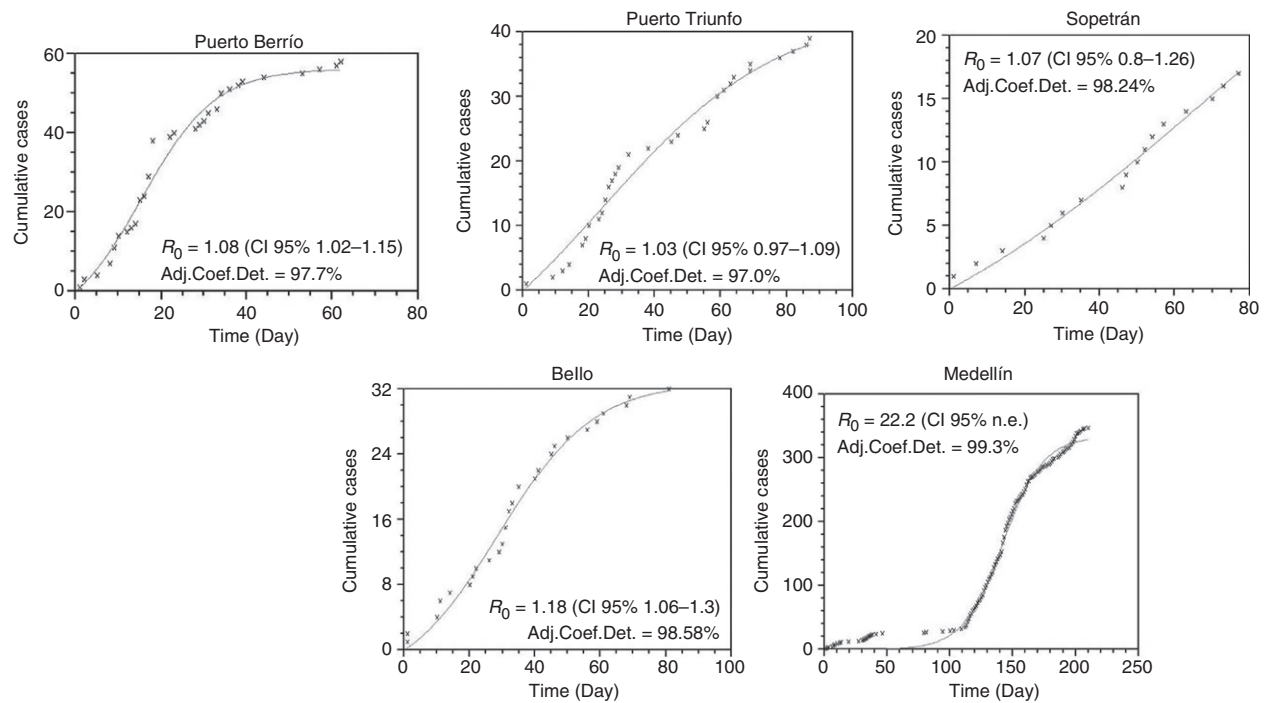 Puerto Berrío
Cumulative cases
60
40
20
0
R0 = 1.08 (CI 95% 1.02–1.15)
Adj.Coef.Det. = 97.7%
0 20 40 60 80
Time (Day)
Puerto Triunfo
Cumulative cases
40
30
20
10
0
R0 = 1.03 (CI 95% 0.97–1.09)
Adj.Coef.Det. = 97.0%
0 20 40 60 80 100
Time (Day)
Sopetrán
Cumulative cases
20
15
10
5
0
R0 = 1.07 (CI 95% 0.8–1.26)
Adj.Coef.Det. = 98.24%
0 20 40 60 80
Time (Day)
Bello
Cumulative cases
32
24
16
8
0
R0 = 1.18 (CI 95% 1.06–1.3)
Adj.Coef.Det. = 98.58%
0 20 40 60 80 100
Time (Day)
Medellín
Cumulative cases
400
300
200
100
0
R0 = 22.2 (CI 95% n.e.)
Adj.Coef.Det. = 99.3%
0 50 100 150 200 250
Time (Day)